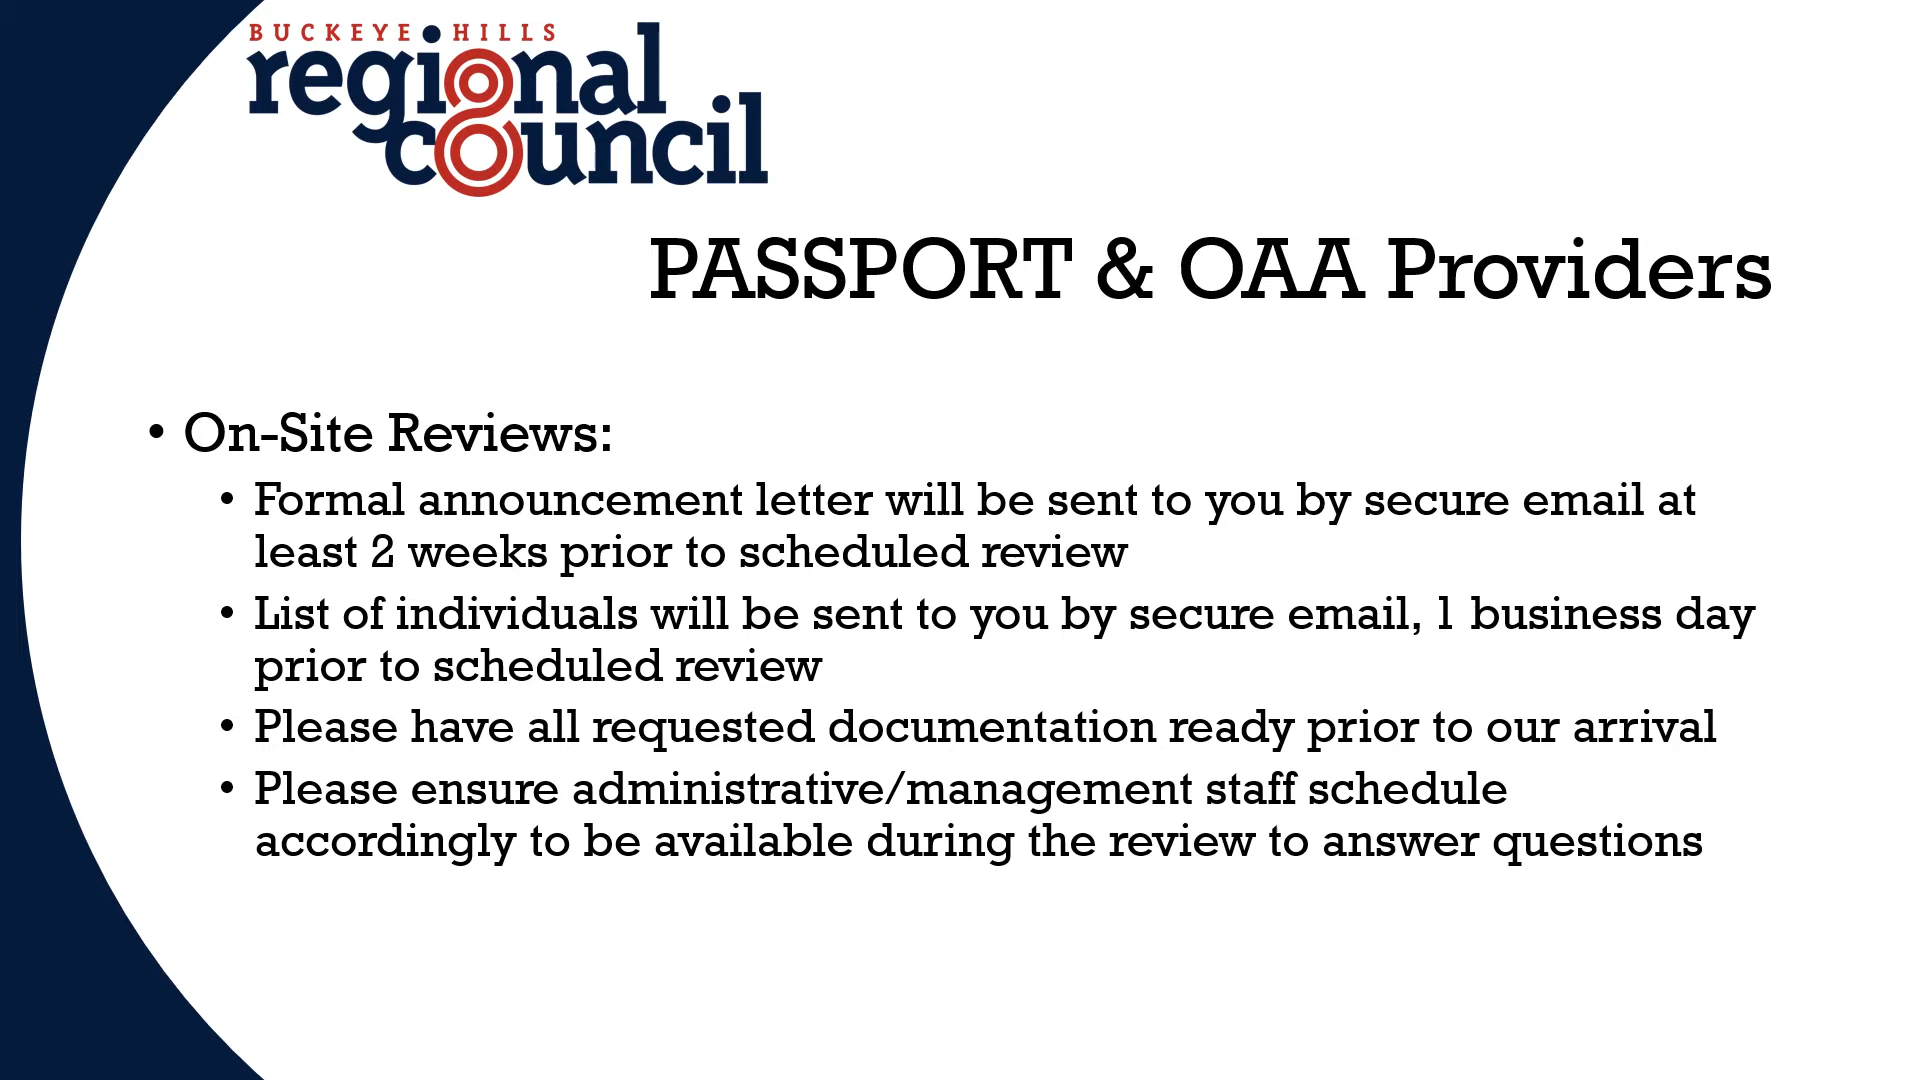 BUCKEYE HILLS
regional
council
PASSPORT & OAA Providers
• On-Site Reviews:
• Formal announcement letter will be sent to you by secure email at
least 2 weeks prior to scheduled review
• List of individuals will be sent to you by secure email, 1 business day
prior to scheduled review
• Please have all requested documentation ready prior to our arrival
• Please ensure administrative/management staff schedule
accordingly to be available during the review to answer questions